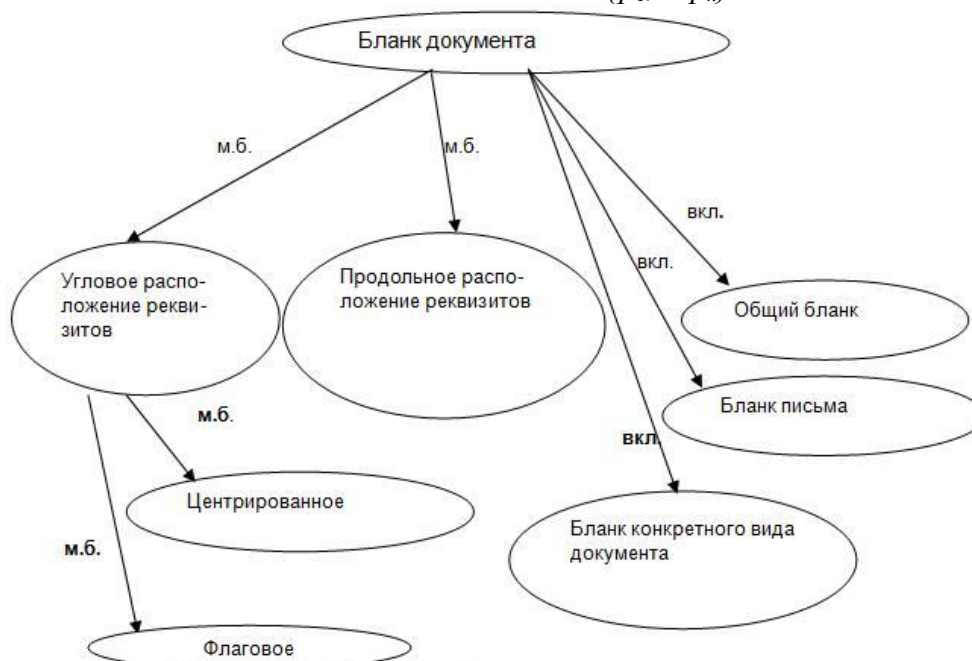 Бланк документа
м.б.
м.б.
вкл.
вкл.
Угловое распо-
ложение рекви-
зитов
Продольное распо-
ложение реквизитов
Общий бланк
Бланк письма
м.б.
вкл.
Центрированное
Бланк конкретного вида
документа
м.б.
Флаговое